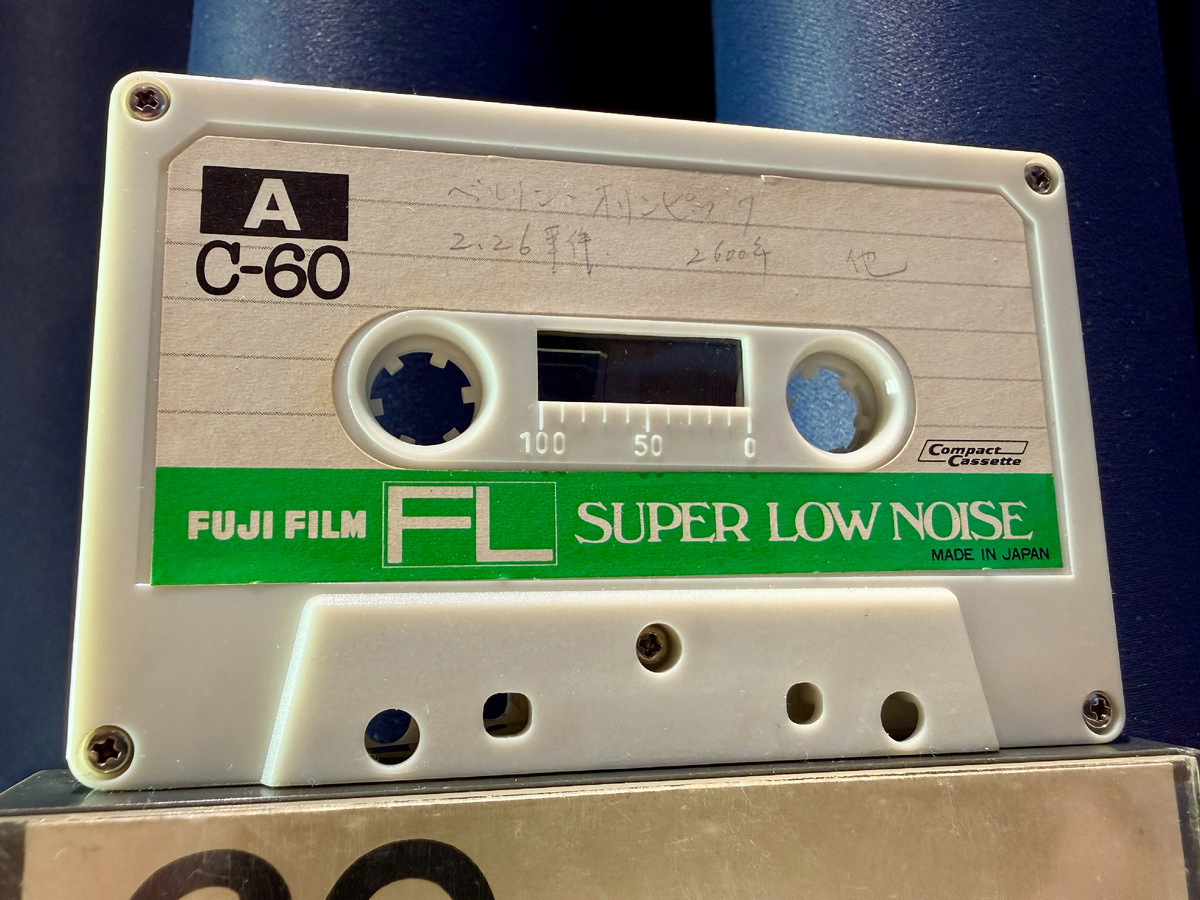 A
C-60
ベルリン、オリンピック
2.26事件. 2600年 他
100 50 0
Compact
Cassette
FUJI FILM FL SUPER LOW NOISE
MADE IN JAPAN